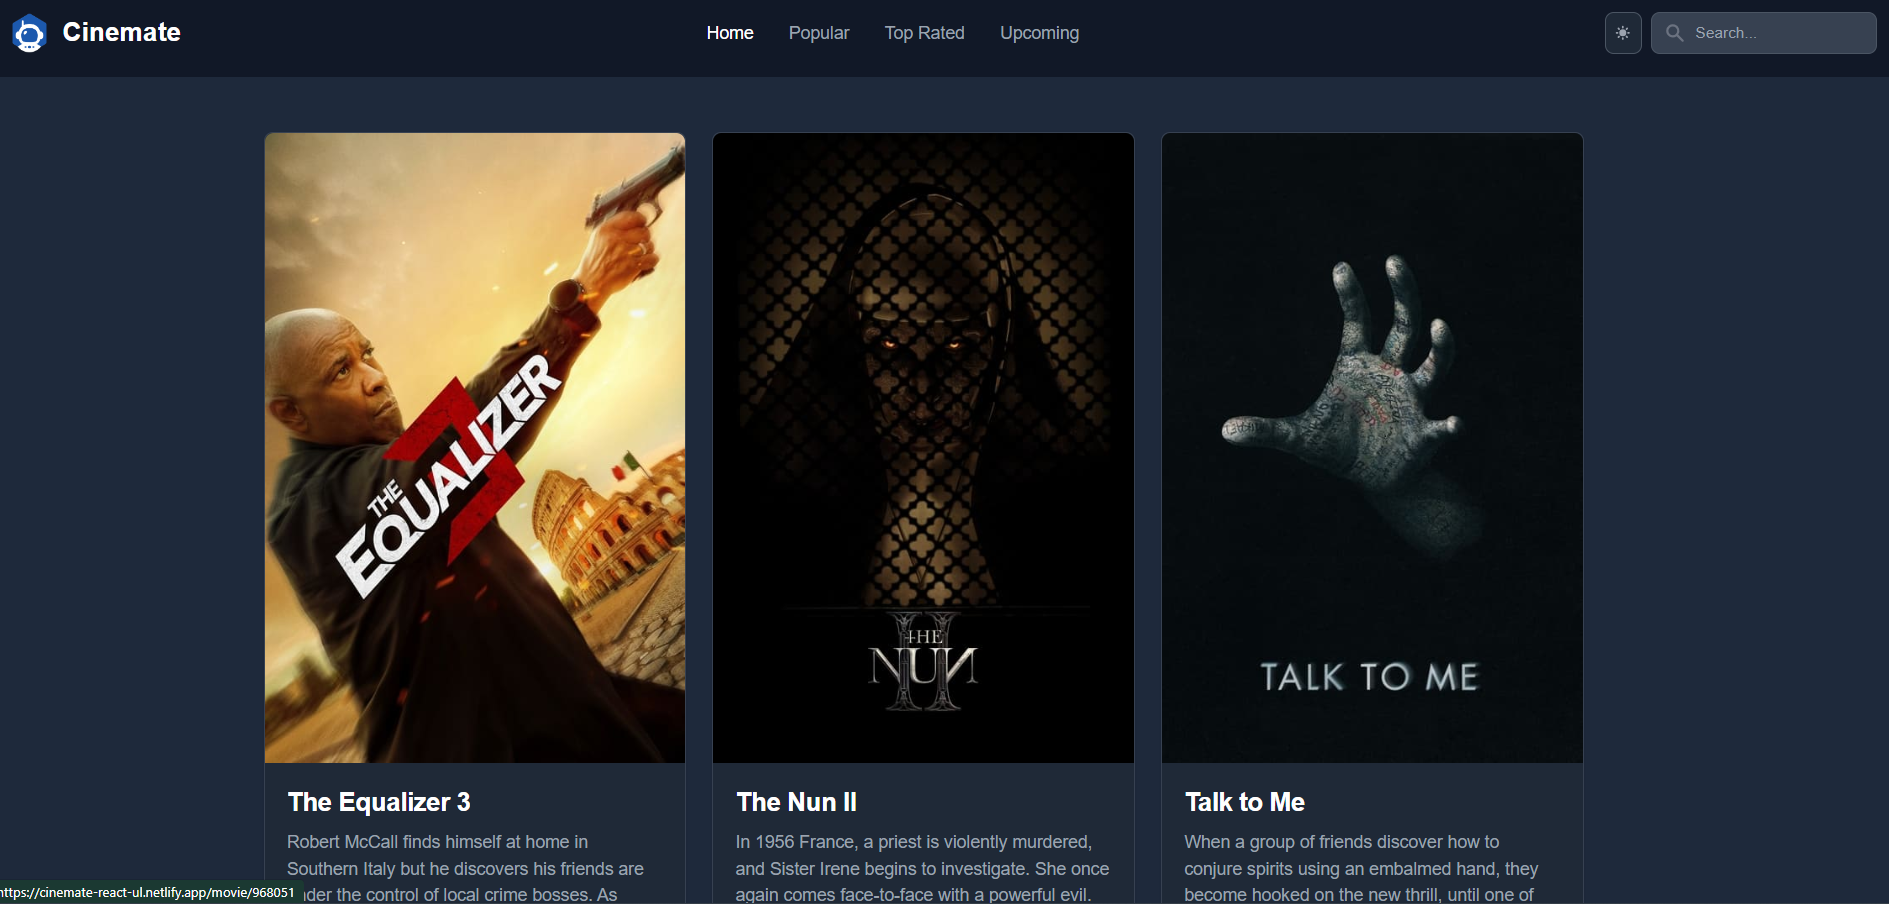 Cinemate
Home
Popular
Top Rated
Upcoming
Search...
THE
EQUALIZER
3
THE
NUN
II
TALK TO ME
The Equalizer 3
Robert McCall finds himself at home in
Southern Italy but he discovers his friends are
under the control of local crime bosses. As
The Nun II
In 1956 France, a priest is violently murdered,
and Sister Irene begins to investigate. She once
again comes face-to-face with a powerful evil.
Talk to Me
When a group of friends discover how to
conjure spirits using an embalmed hand, they
become hooked on the new thrill, until one of
https://cinemate-react-ul.netlify.app/movie/968051